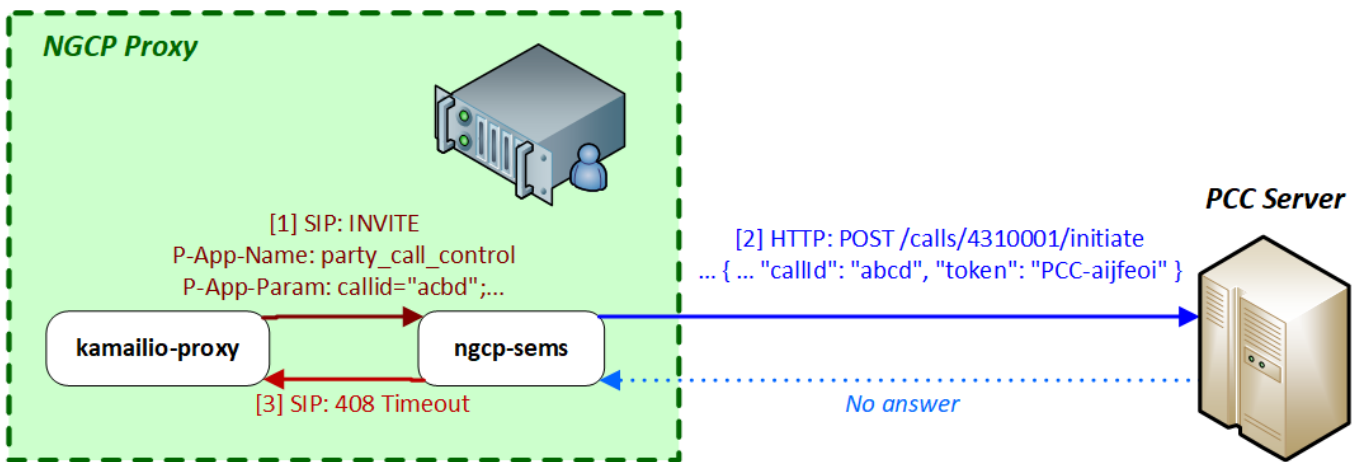 NGCP Proxy
[1] SIP: INVITE
P-App-Name: party_call_control
P-App-Param: callid="acbd";...
kamailio-proxy
ngcp-sems
[3] SIP: 408 Timeout
PCC Server
[2] HTTP: POST /calls/4310001/initiate
... { ... "callId": "abcd", "token": "PCC-aijfeoi" }
No answer